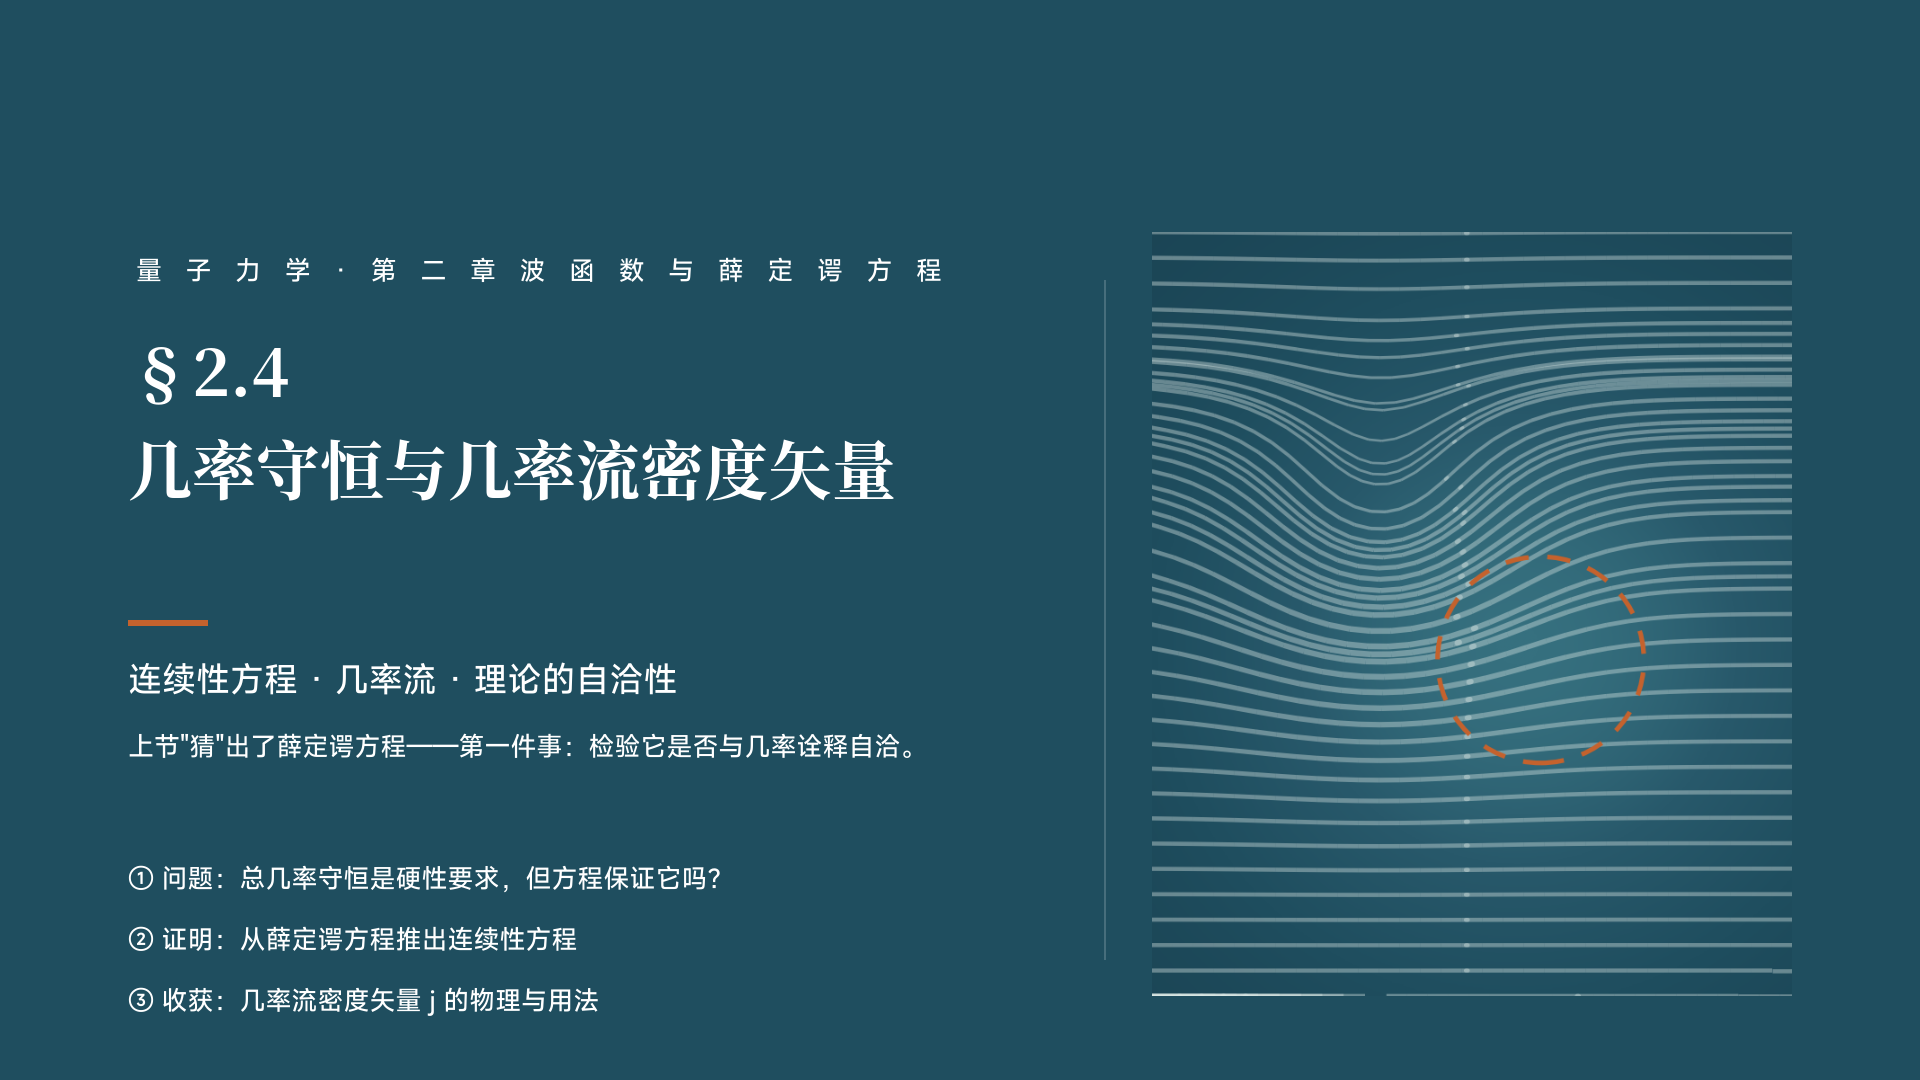 量子力学 · 第二章波函数与薛定谔方程
§ 2.4
几率守恒与几率流密度矢量
连续性方程 · 几率流 · 理论的自洽性
上节"猜"出了薛定谔方程——第一件事：检验它是否与几率诠释自洽。
① 问题：总几率守恒是硬性要求，但方程保证它吗？
② 证明：从薛定谔方程推出连续性方程
③ 收获：几率流密度矢量 j 的物理与用法